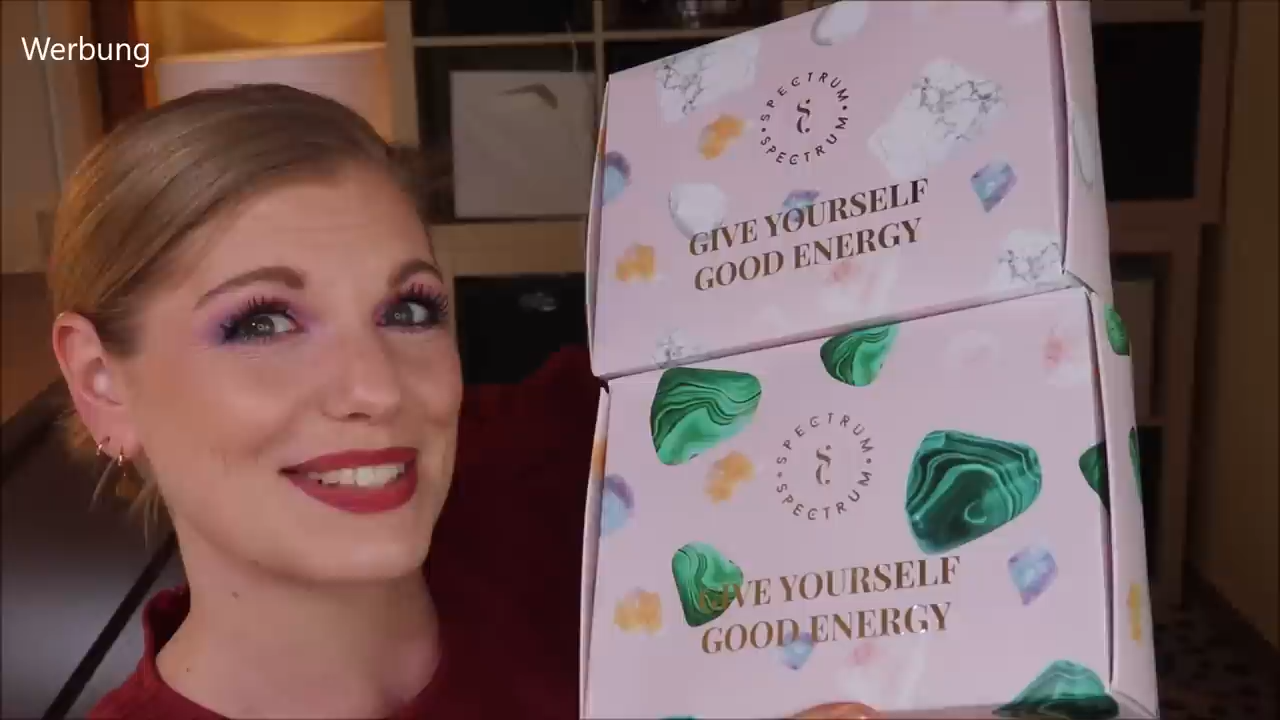 Werbung
SPECTRUM • SPECTRUM •
GIVE YOURSELF
GOOD ENERGY
SPECTRUM • SPECTRUM •
GIVE YOURSELF
GOOD ENERGY